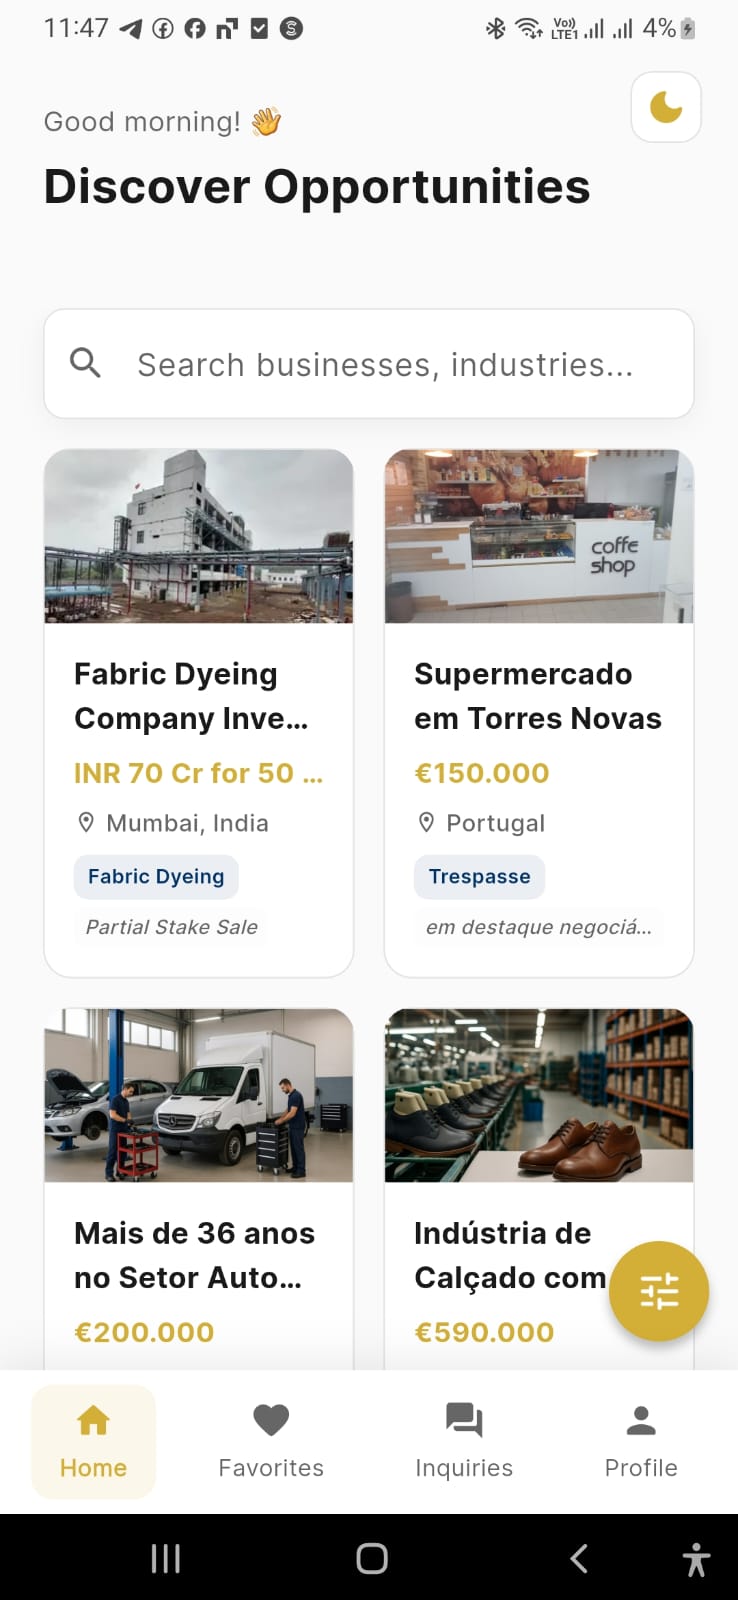 11:47
Vo)) LTE1 4%
Good morning! 👋
Discover Opportunities
Search businesses, industries...
coffe
shop
Fabric Dyeing
Company Inve...
INR 70 Cr for 50 ...
Mumbai, India
Fabric Dyeing
Partial Stake Sale
Supermercado
em Torres Novas
€150.000
Portugal
Trespasse
em destaque negociá...
Mais de 36 anos
no Setor Auto...
€200.000
Indústria de
Calçado com
€590.000
Home
Favorites
Inquiries
Profile